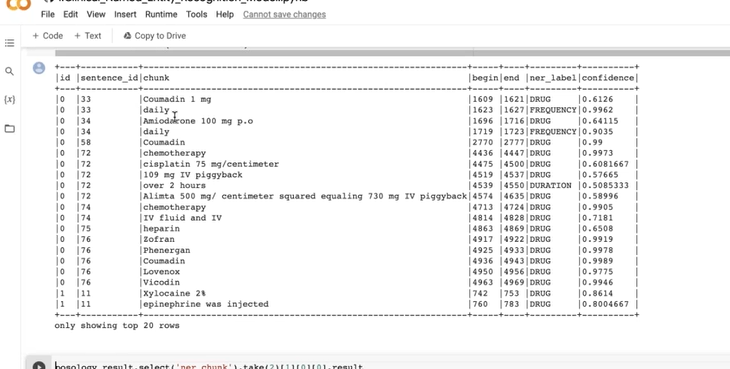 File Edit View Insert Runtime Tools Help Cannot save changes
+ Code + Text Copy to Drive
+---+-----------+--------------------------------------------------------+-----+----+---------+----------+
|id |sentence_id|chunk |begin|end |ner_label|confidence|
+---+-----------+--------------------------------------------------------+-----+----+---------+----------+
|0 |33 |Coumadin 1 mg |1609 |1621|DRUG |0.6126 |
|0 |33 |daily |1623 |1627|FREQUENCY|0.9962 |
|0 |34 |Amiodarone 100 mg p.o |1696 |1716|DRUG |0.64115 |
|0 |34 |daily |1719 |1723|FREQUENCY|0.9035 |
|0 |58 |Coumadin |2770 |2777|DRUG |0.99 |
|0 |72 |chemotherapy |4436 |4447|DRUG |0.9973 |
|0 |72 |cisplatin 75 mg/centimeter |4475 |4500|DRUG |0.6081667 |
|0 |72 |109 mg IV piggyback |4519 |4537|DRUG |0.57665 |
|0 |72 |over 2 hours |4539 |4550|DURATION |0.5085333 |
|0 |72 |Alimta 500 mg/ centimeter squared equaling 730 mg IV piggyback|4574 |4635|DRUG |0.58996 |
|0 |74 |chemotherapy |4713 |4724|DRUG |0.9905 |
|0 |74 |IV fluid and IV |4814 |4828|DRUG |0.7181 |
|0 |75 |heparin |4863 |4869|DRUG |0.6508 |
|0 |76 |Zofran |4917 |4922|DRUG |0.9919 |
|0 |76 |Phenergan |4925 |4933|DRUG |0.9978 |
|0 |76 |Coumadin |4936 |4943|DRUG |0.9989 |
|0 |76 |Lovenox |4950 |4956|DRUG |0.9775 |
|0 |76 |Vicodin |4963 |4969|DRUG |0.9946 |
|1 |11 |Xylocaine 2% |742 |753 |DRUG |0.8614 |
|1 |11 |epinephrine was injected |760 |783 |DRUG |0.8004667 |
+---+-----------+--------------------------------------------------------+-----+----+---------+----------+
only showing top 20 rows
posology_result.select('ner_chunk').take(2)[1][0][0].result